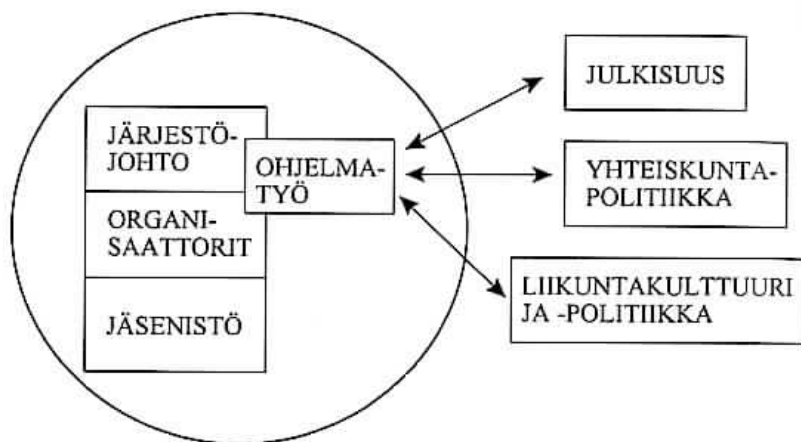 JÄRJESTÖ-
JOHTO
ORGANI-
SAATTORIT
JÄSENISTÖ
OHJELMA-
TYÖ
JULKISUUS
YHTEISKUNTA-
POLITIIKKA
LIIKUNTAKULTTUURI
JA -POLITIIKKA